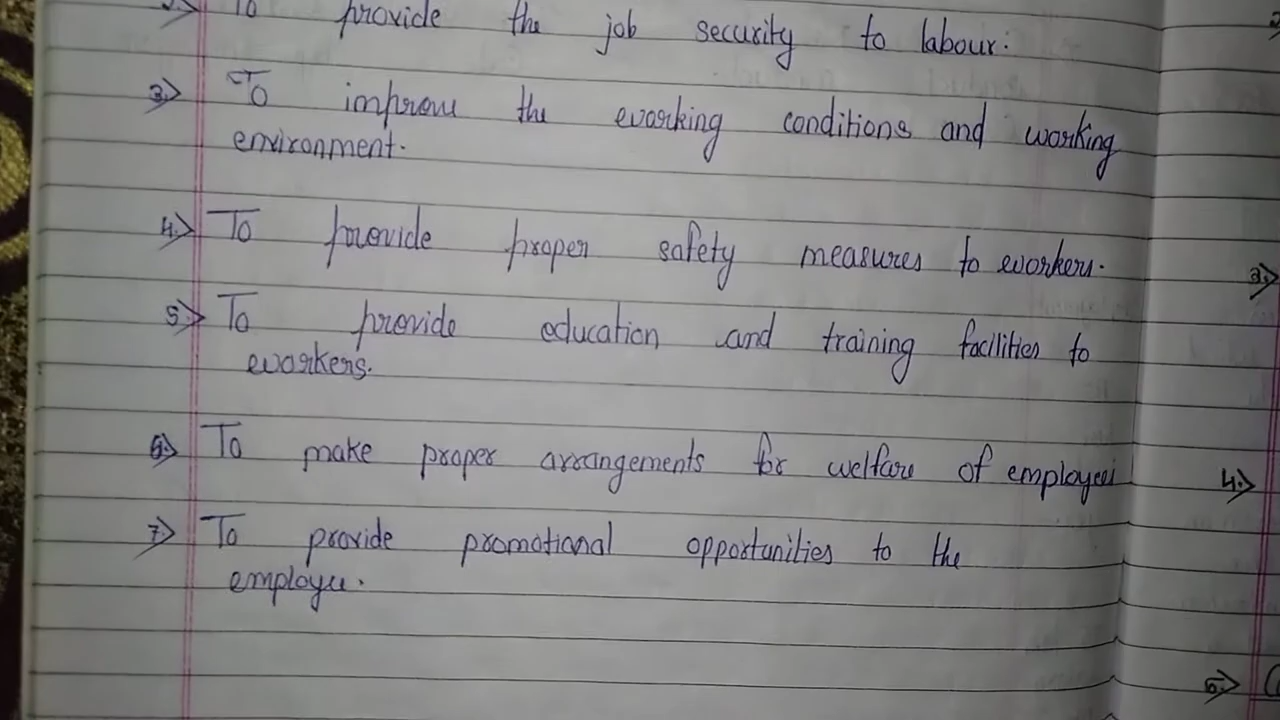 To provide the job security to labour.
3.> To improve the working conditions and working
environment.
4.> To provide proper safety measures to workers.
5.> To provide education and training facilities to
workers.
6.> To make proper arrangements for welfare of employees
7.> To provide promotional opportunities to the
employee.
3.>
4.>
5.>